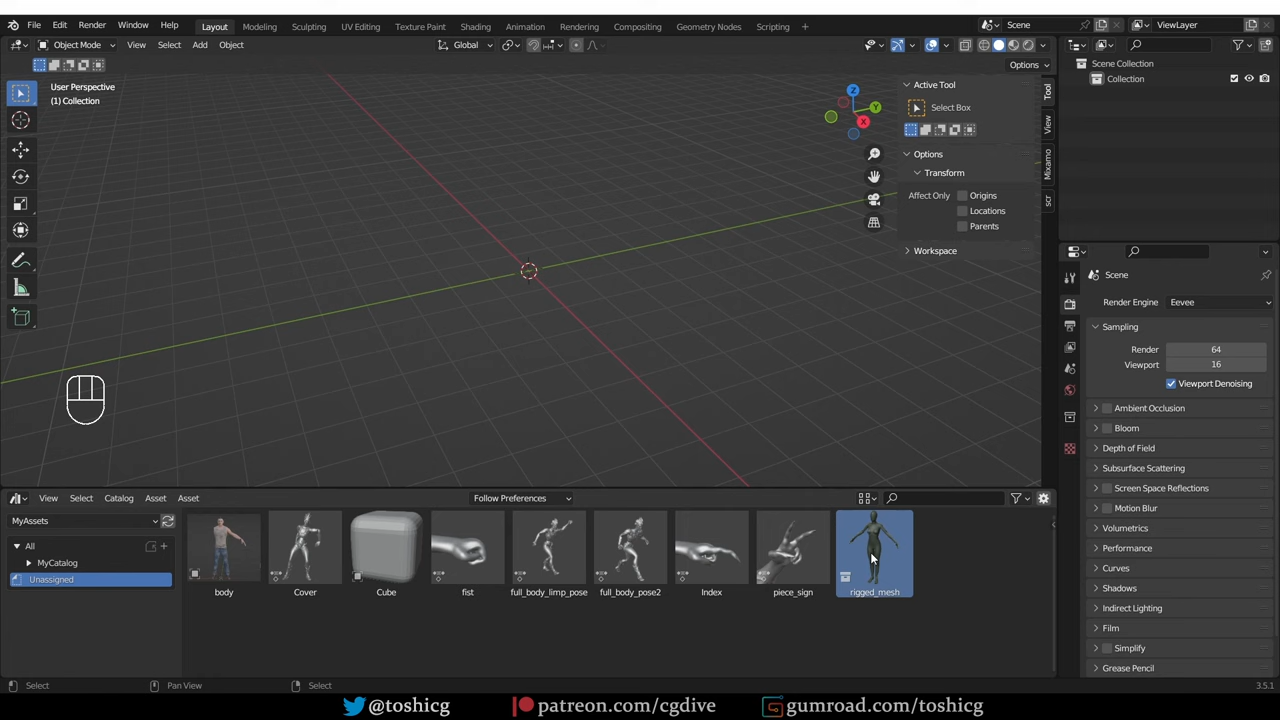 File Edit Render Window Help Layout Modeling Sculpting UV Editing Texture Paint Shading Animation Rendering Compositing Geometry Nodes Scripting + Scene ViewLayer
Object Mode View Select Add Object Global
Options
User Perspective
(1) Collection
Z
Y
X
Active Tool
Select Box
Options
Transform
Affect Only Origins
Locations
Parents
Workspace
Tool
View
Mixamo
scr
Scene Collection
Collection
Scene
Render Engine Eevee
Sampling
Render 64
Viewport 16
Viewport Denoising
Ambient Occlusion
Bloom
Depth of Field
Subsurface Scattering
Screen Space Reflections
Motion Blur
Volumetrics
Performance
Curves
Shadows
Indirect Lighting
Film
Simplify
Grease Pencil
View Select Catalog Asset Asset Follow Preferences
MyAssets
All
MyCatalog
Unassigned
body Cover Cube fist full_body_limp_pose full_body_pose2 Index piece_sign rigged_mesh
Select Pan View Select 3.5.1
@toshicg patreon.com/cgdive gumroad.com/toshicg